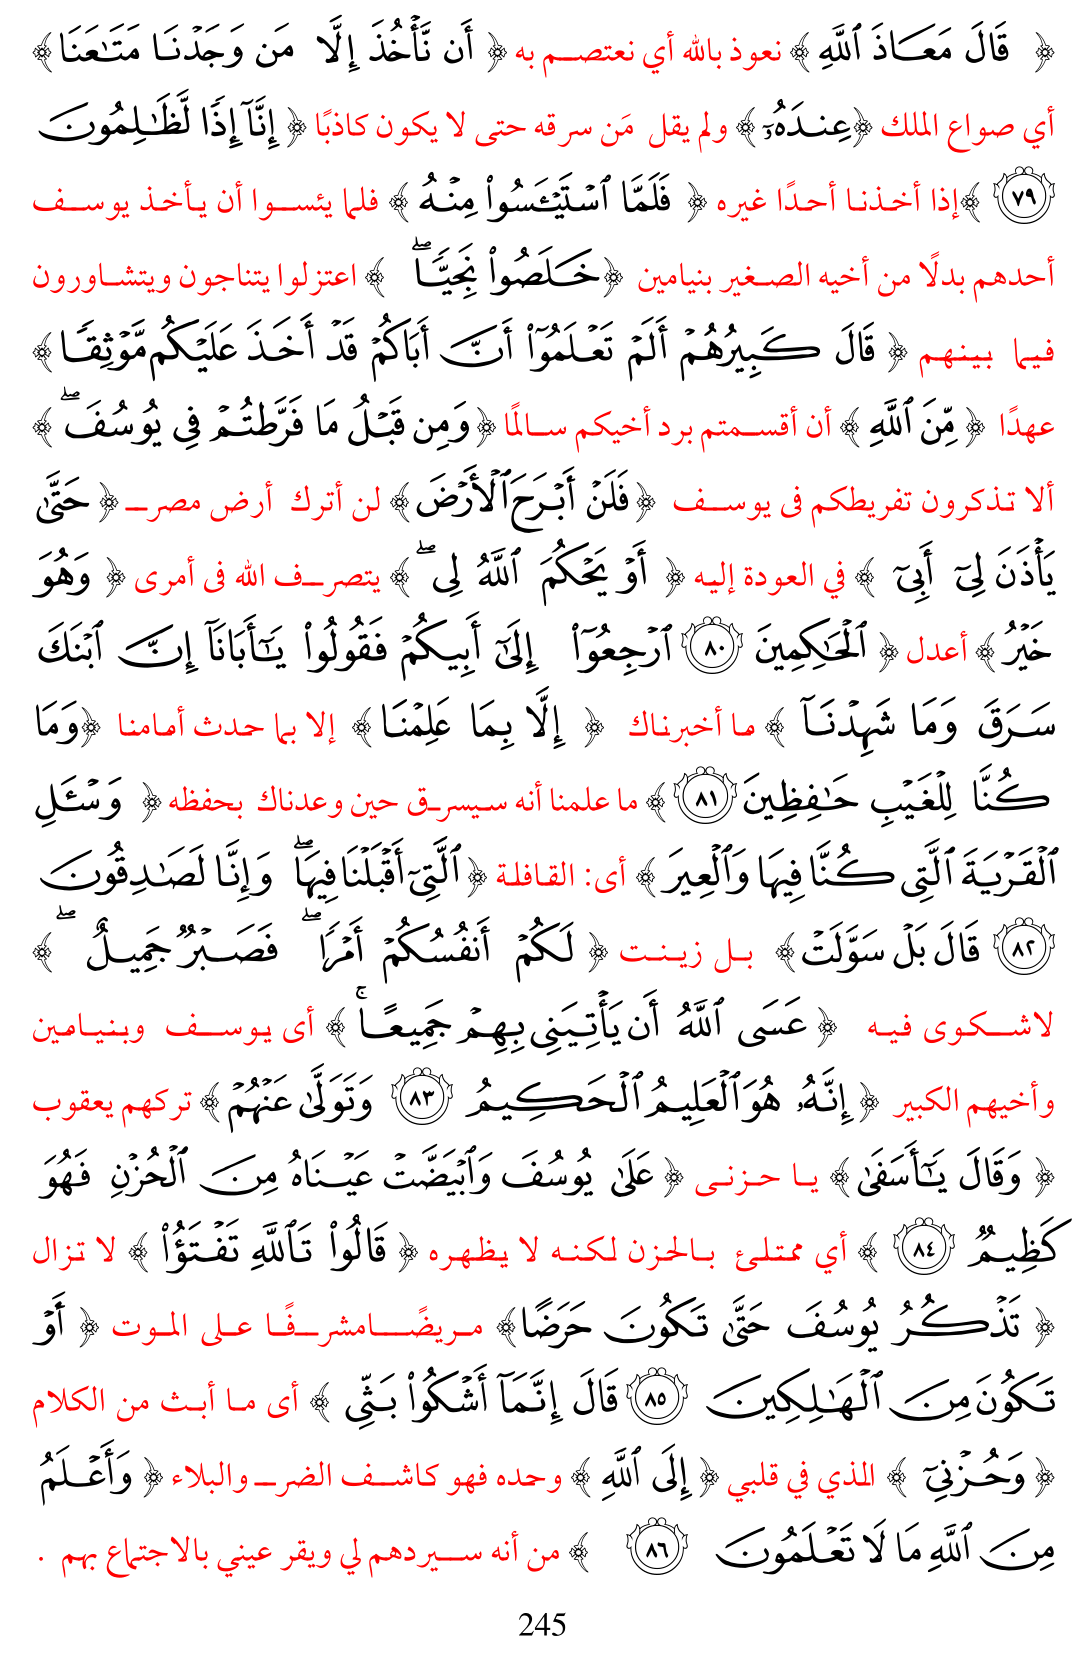 ﴿ قَالَ مَعَاذَ ٱللَّهِ ﴾ نعوذ بالله أي نعتصم به ﴿ أَن نَّأۡخُذَ إِلَّا مَن وَجَدۡنَا مَتَٰعَنَا ﴾
أي صواع الملك ﴿ عِندَهُۥٓ ﴾ ولم يقل مَن سرقه حتى لا يكون كاذبًا ﴿ إِنَّآ إِذٗا لَّظَٰلِمُونَ
٧٩ ﴾ إذا أخذنا أحدًا غيره ﴿ فَلَمَّا ٱسۡتَيۡـَٔسُواْ مِنۡهُ ﴾ فلما يئسوا أن يأخذ يوسف
أحدهم بدلًا من أخيه الصغير بنيامين ﴿ خَلَصُواْ نَجِيّٗاۖ ﴾ اعتزلوا يتناجون ويتشاورون
فيما بينهم ﴿ قَالَ كَبِيرُهُمۡ أَلَمۡ تَعۡلَمُوٓاْ أَنَّ أَبَاكُمۡ قَدۡ أَخَذَ عَلَيۡكُم مَّوۡثِقٗا ﴾
عهدًا ﴿ مِّنَ ٱللَّهِ ﴾ أن أقسمتم برد أخيكم سالمًا ﴿ وَمِن قَبۡلُ مَا فَرَّطتُمۡ فِي يُوسُفَۖ ﴾
ألا تذكرون تفريطكم فى يوسف ﴿ فَلَنۡ أَبۡرَحَ ٱلۡأَرۡضَ ﴾ لن أترك أرض مصر ﴿ حَتَّىٰ
يَأۡذَنَ لِيٓ أَبِيٓ ﴾ في العودة إليه ﴿ أَوۡ يَحۡكُمَ ٱللَّهُ لِيۖ ﴾ يتصرف الله فى أمرى ﴿ وَهُوَ
خَيۡرُ ﴾ أعدل ﴿ ٱلۡحَٰكِمِينَ ٨٠ ٱرۡجِعُوٓاْ إِلَىٰٓ أَبِيكُمۡ فَقُولُواْ يَٰٓأَبَانَآ إِنَّ ٱبۡنَكَ
سَرَقَ وَمَا شَهِدۡنَآ ﴾ ما أخبرناك ﴿ إِلَّا بِمَا عَلِمۡنَا ﴾ إلا بما حدث أمامنا ﴿ وَمَا
كُنَّا لِلۡغَيۡبِ حَٰفِظِينَ ٨١ ﴾ ما علمنا أنه سيسرق حين وعدناك بحفظه ﴿ وَسۡـَٔلِ
ٱلۡقَرۡيَةَ ٱلَّتِي كُنَّا فِيهَا وَٱلۡعِيرَ ﴾ أى: القافلة ﴿ ٱلَّتِيٓ أَقۡبَلۡنَا فِيهَاۖ وَإِنَّا لَصَٰدِقُونَ
٨٢ قَالَ بَلۡ سَوَّلَتۡ ﴾ بل زينت ﴿ لَكُمۡ أَنفُسُكُمۡ أَمۡرٗاۖ فَصَبۡرٞ جَمِيلٌۖ ﴾
لاشكوى فيه ﴿ عَسَى ٱللَّهُ أَن يَأۡتِيَنِي بِهِمۡ جَمِيعًاۚ ﴾ أى يوسف وبنيامين
وأخيهم الكبير ﴿ إِنَّهُۥ هُوَ ٱلۡعَلِيمُ ٱلۡحَكِيمُ ٨٣ وَتَوَلَّىٰ عَنۡهُمۡ ﴾ تركهم يعقوب
﴿ وَقَالَ يَٰٓأَسَفَىٰ ﴾ يا حزنى ﴿ عَلَىٰ يُوسُفَ وَٱبۡيَضَّتۡ عَيۡنَاهُ مِنَ ٱلۡحُزۡنِ فَهُوَ
كَظِيمٞ ٨٤ ﴾ أي ممتلئ بالحزن لكنه لا يظهره ﴿ قَالُواْ تَٱللَّهِ تَفۡتَؤُاْ ﴾ لا تزال
﴿ تَذۡكُرُ يُوسُفَ حَتَّىٰ تَكُونَ حَرَضًا ﴾ مريضًامشرفًا على الموت ﴿ أَوۡ
تَكُونَ مِنَ ٱلۡهَٰلِكِينَ ٨٥ قَالَ إِنَّمَآ أَشۡكُواْ بَثِّي ﴾ أى ما أبث من الكلام
﴿ وَحُزۡنِيٓ ﴾ الذي في قلبي ﴿ إِلَى ٱللَّهِ ﴾ وحده فهو كاشف الضر والبلاء ﴿ وَأَعۡلَمُ
مِنَ ٱللَّهِ مَا لَا تَعۡلَمُونَ ٨٦ ﴾ من أنه سيردهم لي ويقر عيني بالاجتماع بهم .
245